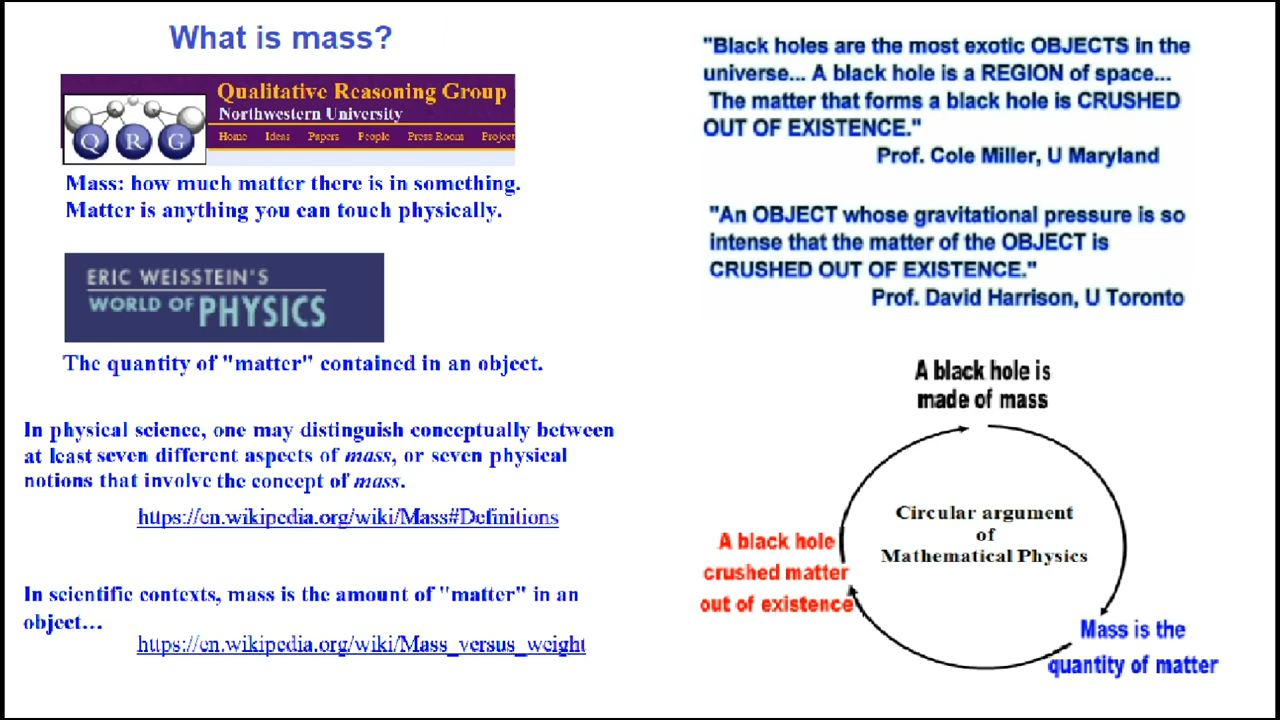 What is mass?
Qualitative Reasoning Group
Northwestern University
Home Ideas Papers People Press Room Project
QRG
Mass: how much matter there is in something.
Matter is anything you can touch physically.
ERIC WEISSTEIN'S
WORLD OF PHYSICS
The quantity of "matter" contained in an object.
In physical science, one may distinguish conceptually between
at least seven different aspects of mass, or seven physical
notions that involve the concept of mass.
https://en.wikipedia.org/wiki/Mass#Definitions
In scientific contexts, mass is the amount of "matter" in an
object...
https://en.wikipedia.org/wiki/Mass_versus_weight
"Black holes are the most exotic OBJECTS in the
universe... A black hole is a REGION of space...
The matter that forms a black hole is CRUSHED
OUT OF EXISTENCE."
Prof. Cole Miller, U Maryland
"An OBJECT whose gravitational pressure is so
intense that the matter of the OBJECT is
CRUSHED OUT OF EXISTENCE."
Prof. David Harrison, U Toronto
A black hole is
made of mass
Circular argument
of
Mathematical Physics
A black hole
crushed matter
out of existence
Mass is the
quantity of matter